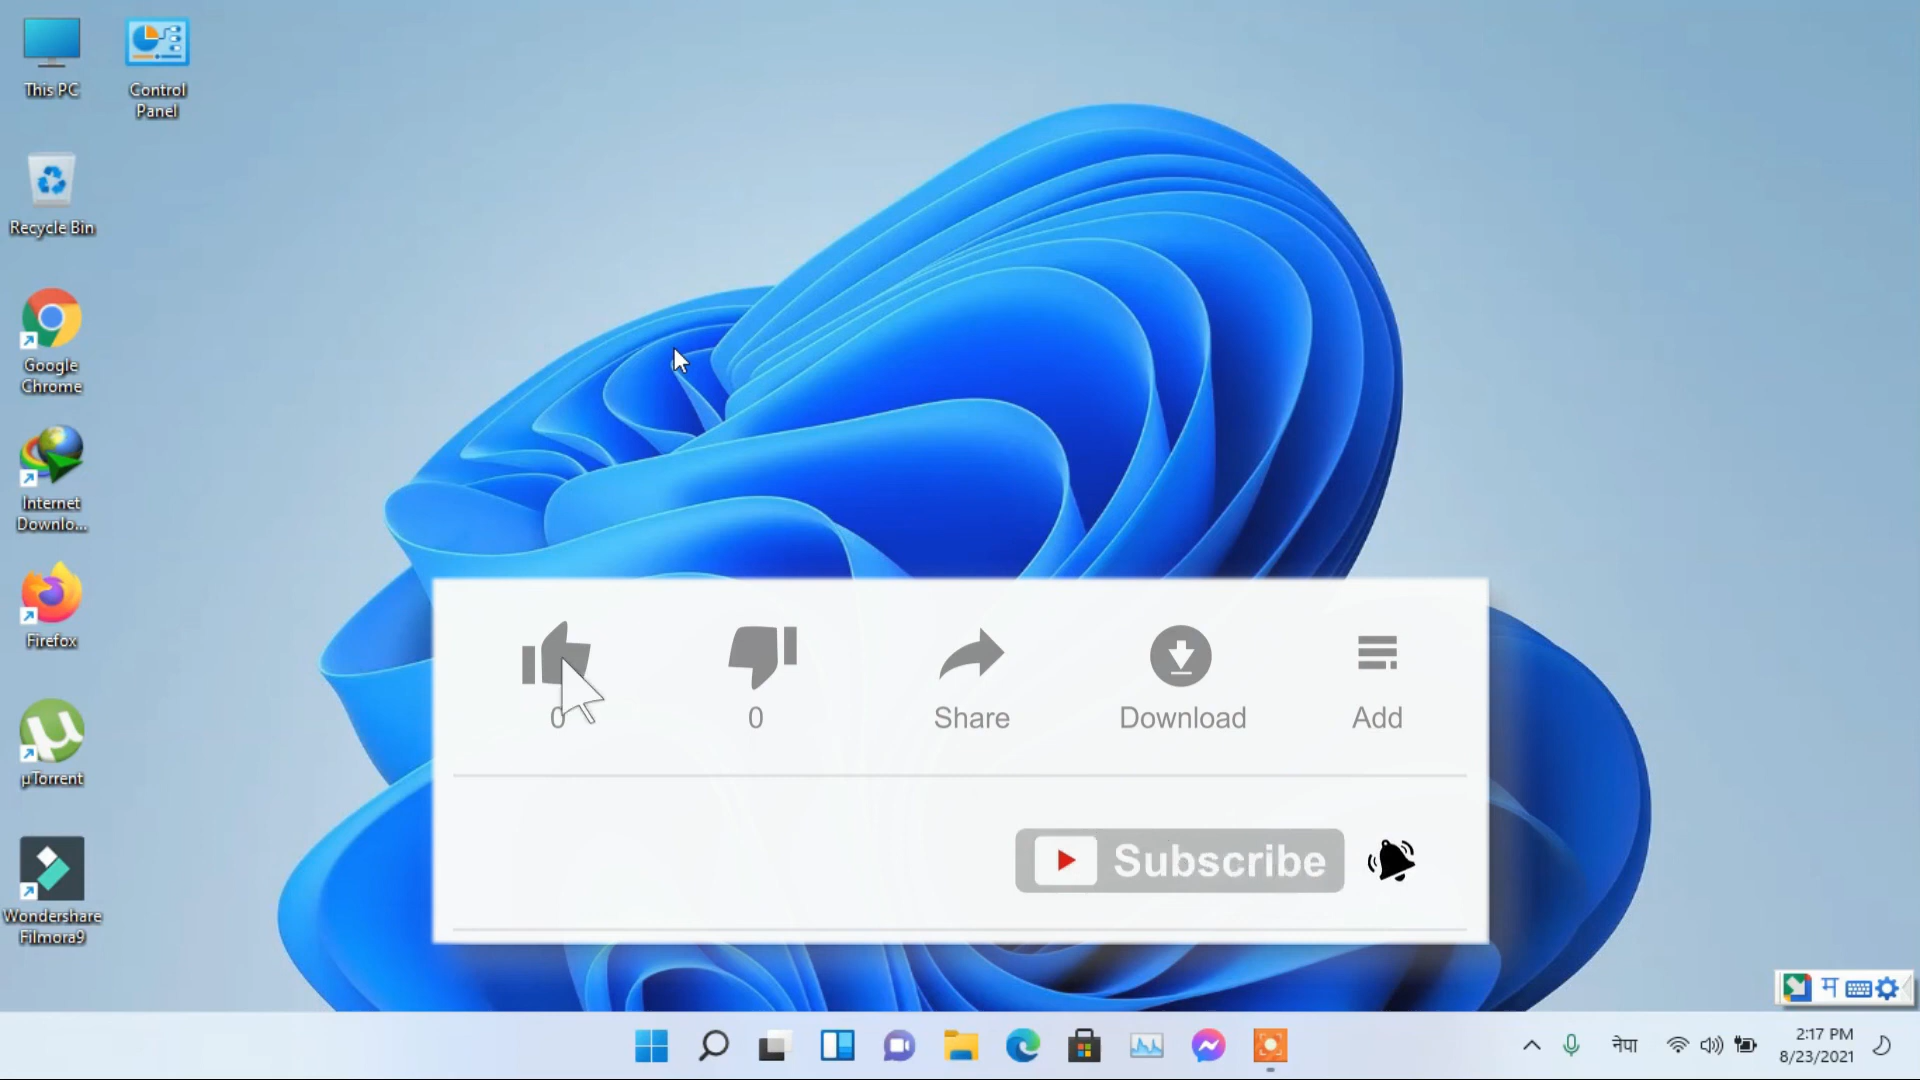 This PC
Control
Panel
Recycle Bin
Google
Chrome
Internet
Downlo...
Firefox
µTorrent
Wondershare
Filmora9
0
0
Share
Download
Add
Subscribe
म
नेपा
2:17 PM
8/23/2021